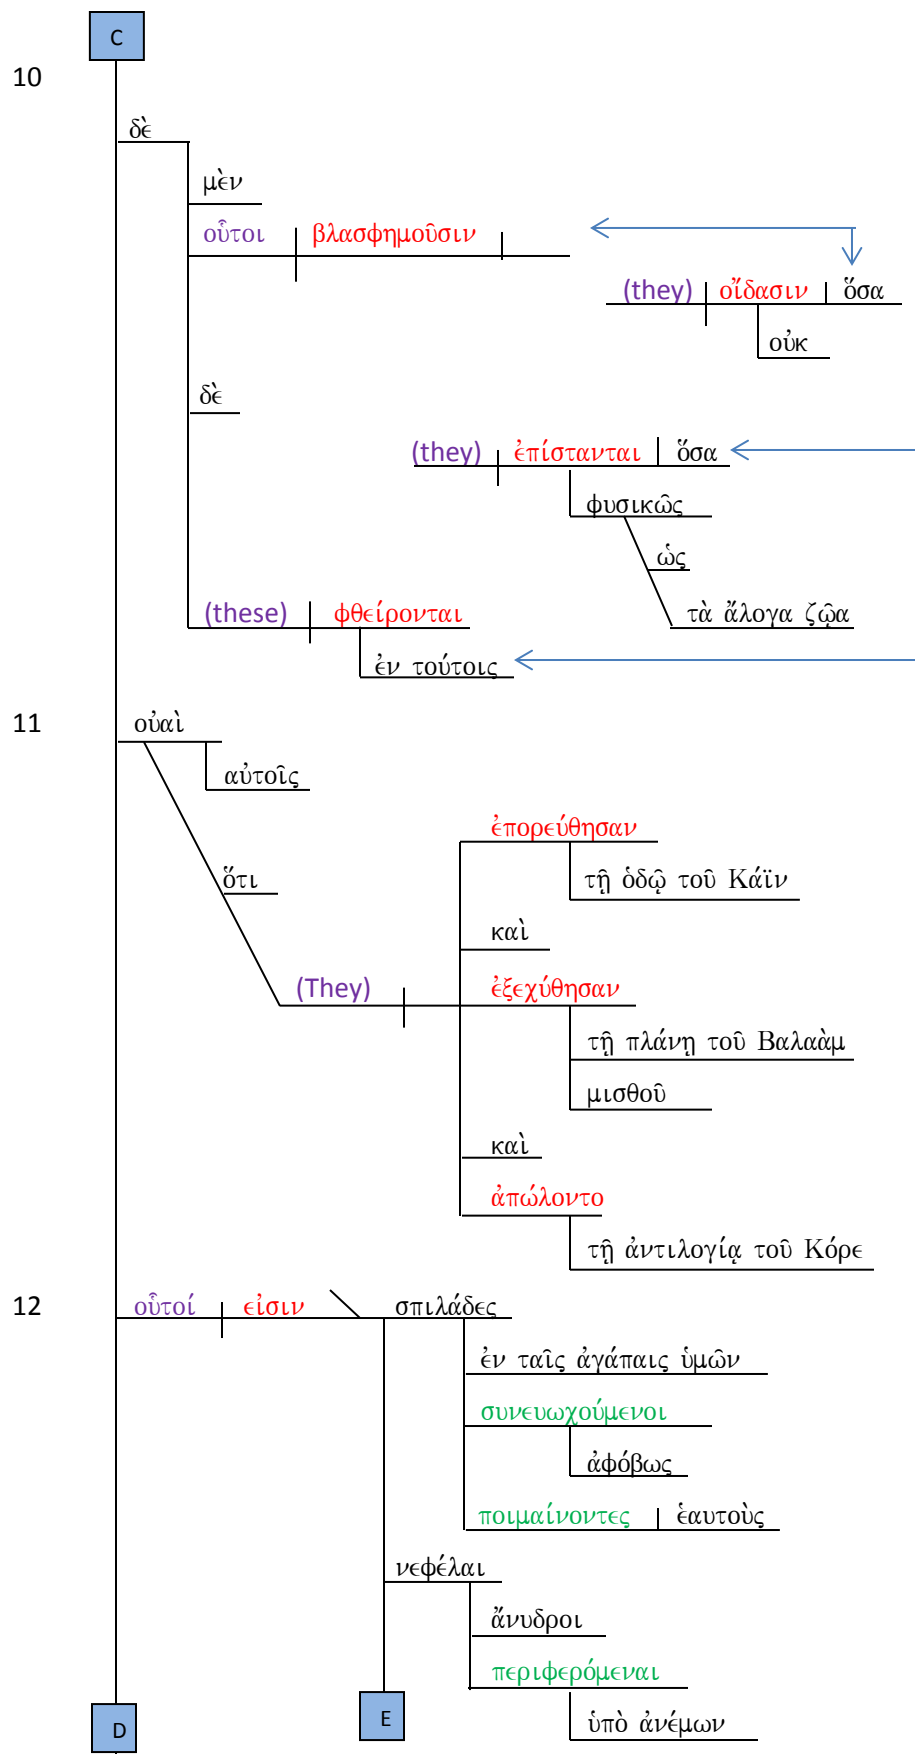 C
10
δὲ
μὲν
οὗτοι βλασφημοῦσιν
(they) οἴδασιν ὅσα
οὐκ
δὲ
(they) ἐπίστανται ὅσα
φυσικῶς
ὡς
(these) φθείρονται τὰ ἄλογα ζῷα
ἐν τούτοις
11 οὐαὶ
αὐτοῖς
ἐπορεύθησαν
ὅτι τῇ ὁδῷ τοῦ Κάϊν
καὶ
(They) ἐξεχύθησαν
τῇ πλάνῃ τοῦ Βαλαὰμ
μισθοῦ
καὶ
ἀπώλοντο
τῇ ἀντιλογίᾳ τοῦ Κόρε
12 οὗτοί εἰσιν σπιλάδες
ἐν ταῖς ἀγάπαις ὑμῶν
συνευωχούμενοι
ἀφόβως
ποιμαίνοντες ἑαυτοὺς
νεφέλαι
ἄνυδροι
περιφερόμεναι
D E ὑπὸ ἀνέμων